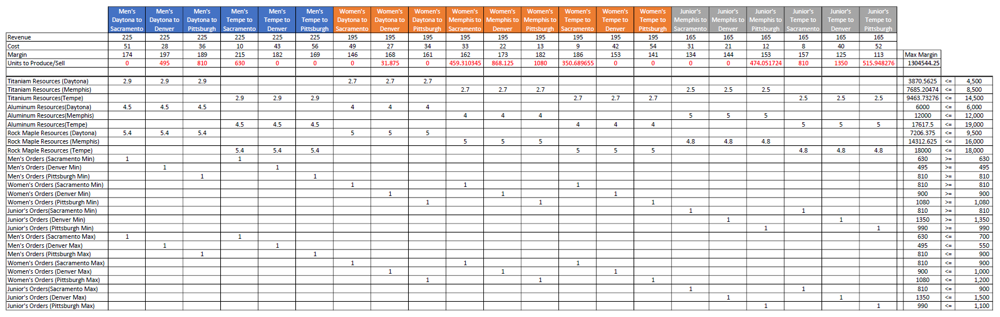 Men's Daytona to Sacramento Men's Daytona to Denver Men's Daytona to Pittsburgh Men's Tempe to Sacramento Men's Tempe to Denver Men's Tempe to Pittsburgh Women's Daytona to Sacramento Women's Daytona to Denver Women's Daytona to Pittsburgh Women's Memphis to Sacramento Women's Memphis to Denver Women's Memphis to Pittsburgh Women's Tempe to Sacramento Women's Tempe to Denver Women's Tempe to Pittsburgh Junior's Memphis to Sacramento Junior's Memphis to Denver Junior's Memphis to Pittsburgh Junior's Tempe to Sacramento Junior's Tempe to Denver Junior's Tempe to Pittsburgh
Revenue 225 225 225 225 225 225 195 195 195 195 195 195 195 195 195 165 165 165 165 165 165
Cost 51 28 36 10 43 56 49 27 34 33 22 13 9 42 54 31 21 12 8 40 52
Margin 174 197 189 215 182 169 146 168 161 162 173 182 186 153 141 134 144 153 157 125 113 Max Margin
Units to Produce/Sell 0 495 810 630 0 0 0 31.875 0 459.310345 868.125 1080 350.689655 0 0 0 0 474.051724 810 1350 515.948276 1304544.25
Titaniam Resources (Daytona) 2.9 2.9 2.9 2.7 2.7 2.7 3870.5625 <= 4,500
Titaniam Resources (Memphis) 2.7 2.7 2.7 2.5 2.5 2.5 7685.20474 <= 8,500
Titanium Resources(Tempe) 2.9 2.9 2.9 2.7 2.7 2.7 2.5 2.5 2.5 9463.73276 <= 14,500
Aluminum Resources(Daytona) 4.5 4.5 4.5 4 4 4 6000 <= 6,000
Aluminum Resources(Memphis) 4 4 4 5 5 5 12000 <= 12,000
Aluminum Resources(Tempe) 4.5 4.5 4.5 4 4 4 5 5 5 17617.5 <= 19,000
Rock Maple Resources (Daytona) 5.4 5.4 5.4 5 5 5 7206.375 <= 9,500
Rock Maple Resources (Memphis) 5 5 5 4.8 4.8 4.8 14312.625 <= 16,000
Rock Maple Resources (Tempe) 5.4 5.4 5.4 5 5 5 4.8 4.8 4.8 18000 <= 18,000
Men's Orders (Sacramento Min) 1 1 630 >= 630
Men's Orders (Denver Min) 1 1 495 >= 495
Men's Orders (Pittsburgh Min) 1 1 810 >= 810
Women's Orders (Sacramento Min) 1 1 1 810 >= 810
Women's Orders (Denver Min) 1 1 1 900 >= 900
Women's Orders (Pittsburgh Min) 1 1 1 1080 >= 1,080
Junior's Orders(Sacramento Min) 1 1 810 >= 810
Junior's Orders (Denver Min) 1 1 1350 >= 1,350
Junior's Orders (Pittsburgh Min) 1 1 990 >= 990
Men's Orders (Sacramento Max) 1 1 630 <= 700
Men's Orders (Denver Max) 1 1 495 <= 550
Men's Orders (Pittsburgh Max) 1 1 810 <= 900
Women's Orders (Sacramento Max) 1 1 1 810 <= 900
Women's Orders (Denver Max) 1 1 1 900 <= 1,000
Women's Orders (Pittsburgh Max) 1 1 1 1080 <= 1,200
Junior's Orders(Sacramento Max) 1 1 810 <= 900
Junior's Orders (Denver Max) 1 1 1350 <= 1,500
Junior's Orders (Pittsburgh Max) 1 1 990 <= 1,100